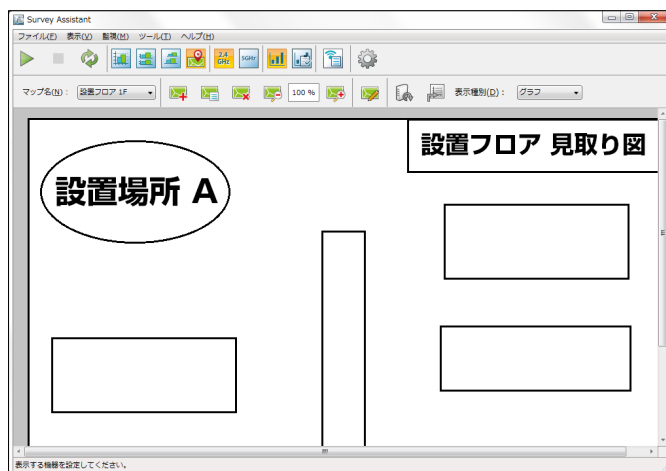 Survey Assistant
ファイル(F) 表示(V) 監視(M) ツール(T) ヘルプ(H)
2.4 GHz 5GHz
マップ名(N)： 設置フロア 1F 100 % 表示種別(D)： グラフ
設置フロア 見取り図
設置場所 A
表示する機器を設定してください。